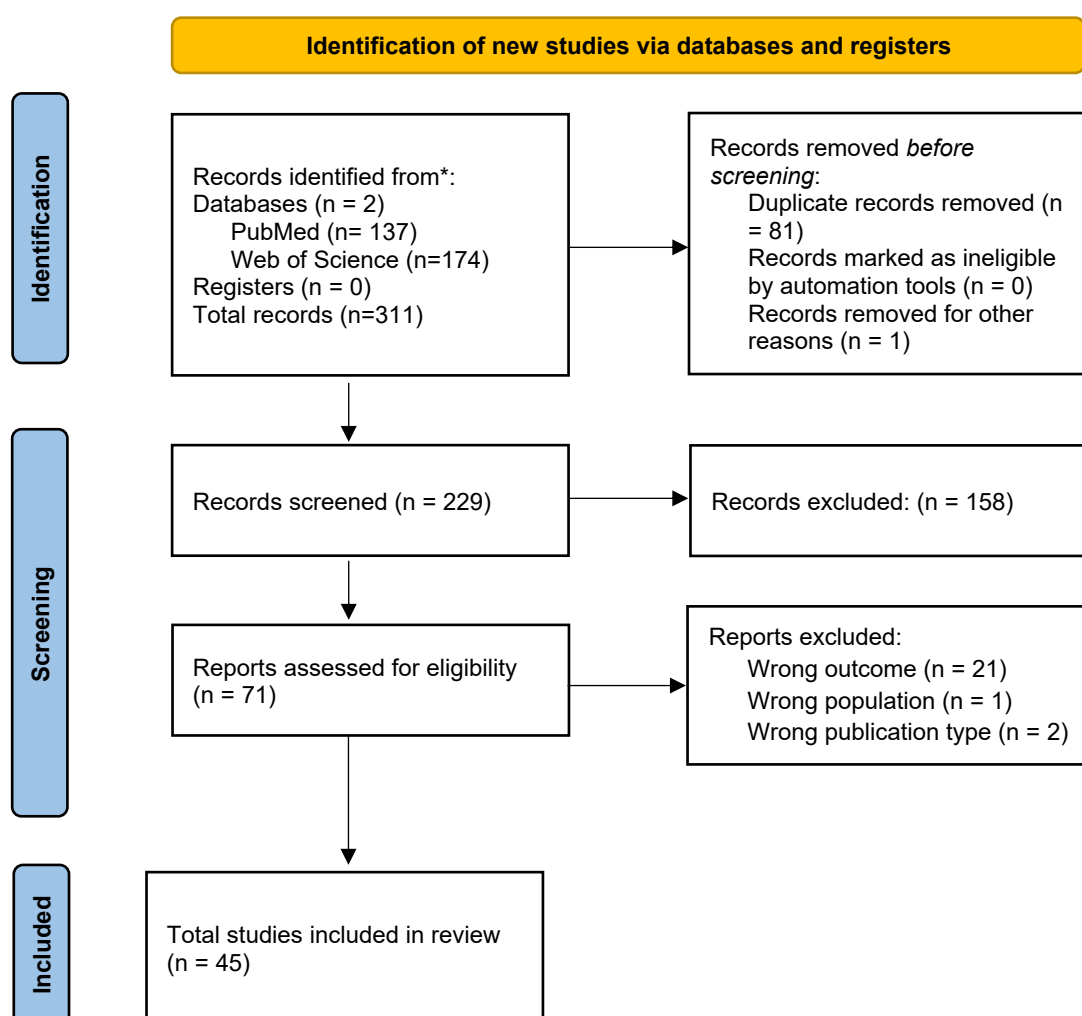 Identification of new studies via databases and registers
Identification
Records identified from*:
Databases (n = 2)
PubMed (n= 137)
Web of Science (n=174)
Registers (n = 0)
Total records (n=311)
Records removed before
screening:
Duplicate records removed (n
= 81)
Records marked as ineligible
by automation tools (n = 0)
Records removed for other
reasons (n = 1)
Screening
Records screened (n = 229)
Records excluded: (n = 158)
Reports assessed for eligibility
(n = 71)
Reports excluded:
Wrong outcome (n = 21)
Wrong population (n = 1)
Wrong publication type (n = 2)
Included
Total studies included in review
(n = 45)